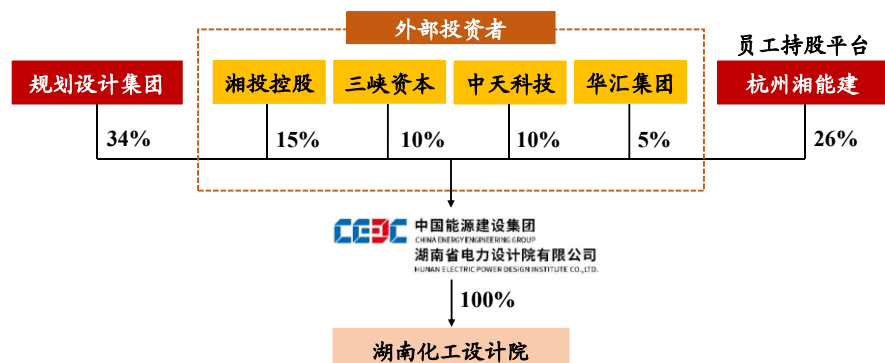 外部投资者
员工持股平台
规划设计集团
湘投控股
三峡资本
中天科技
华汇集团
杭州湘能建
34%
15%
10%
10%
5%
26%
CEEC
中国能源建设集团
CHINA ENERGY ENGINEERING GROUP
湖南省电力设计院有限公司
HUNAN ELECTRIC POWER DESIGN INSTITUTE CO.,LTD.
100%
湖南化工设计院